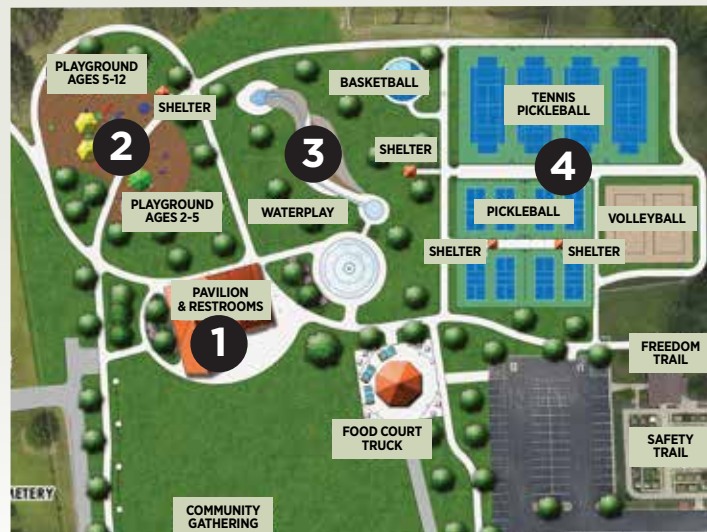 PLAYGROUND
AGES 5-12
SHELTER
2
PLAYGROUND
AGES 2-5
BASKETBALL
3
WATERPLAY
SHELTER
TENNIS
PICKLEBALL
4
PICKLEBALL
VOLLEYBALL
SHELTER
SHELTER
PAVILION
& RESTROOMS
1
FREEDOM
TRAIL
FOOD COURT
TRUCK
SAFETY
TRAIL
METERY
COMMUNITY
GATHERING